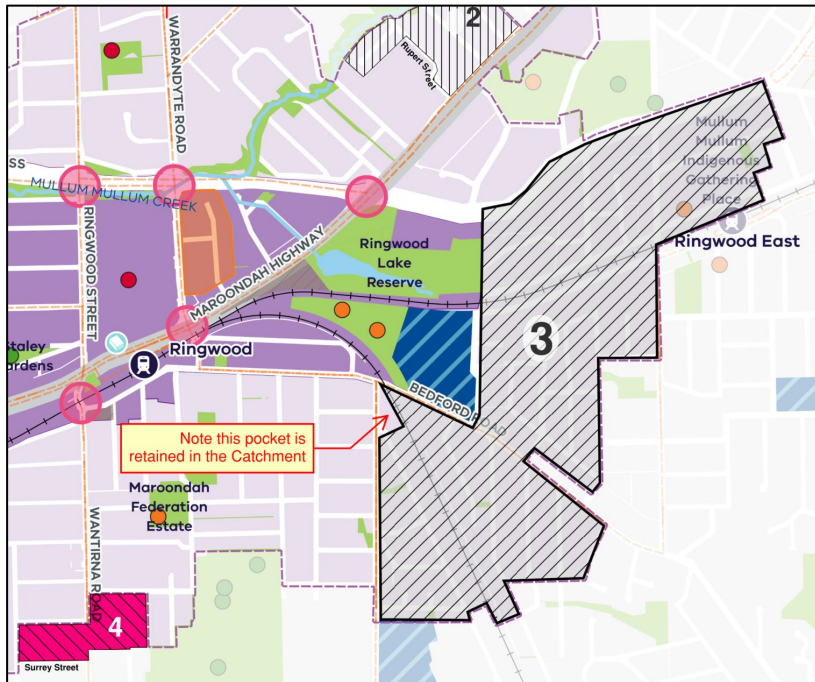 2
Rupert Street
WARRANDYTE ROAD
SS
MULLUM MULLUM CREEK
RINGWOOD STREET
MAROONDAH HIGHWAY
Ringwood
Lake
Reserve
Mullum
Mullum
Indigenous
Gathering
Place
Ringwood East
3
Staley
ardens
Ringwood
BEDFORD ROAD
Note this pocket is
retained in the Catchment
Maroondah
Federation
Estate
WANTIRNA ROAD
4
Surrey Street